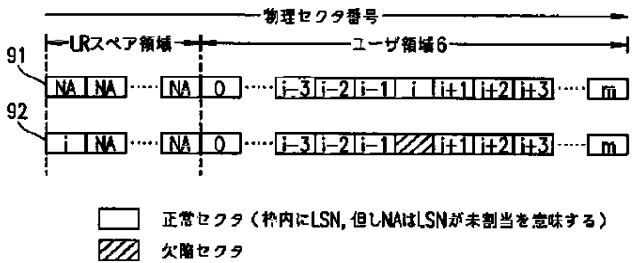 物理セクタ番号
LRスペア領域 ユーザ領域6
91
NA NA ..... NA 0 ..... i-3 i-2 i-1 i i+1 i+2 i+3 ..... m
92
i NA ..... NA 0 ..... i-3 i-2 i-1 i+1 i+2 i+3 ..... m
正常セクタ(枠内にLSN, 但しNAはLSNが未割当を意味する)
欠陥セクタ